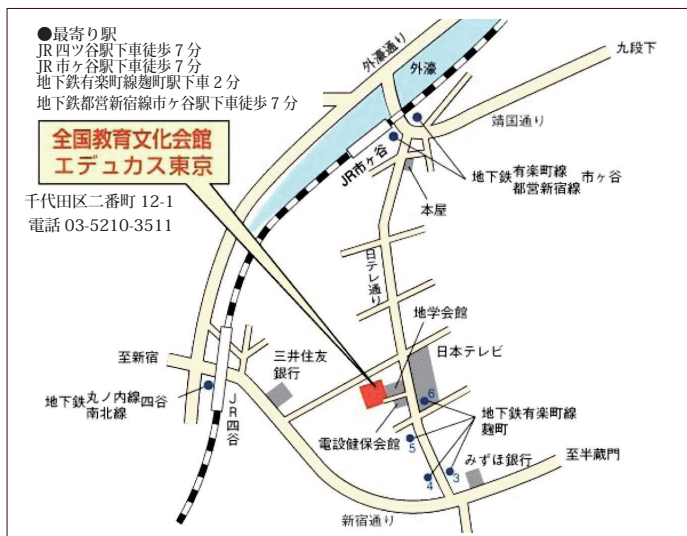 ●最寄り駅
JR四ツ谷駅下車徒歩７分
JR市ヶ谷駅下車徒歩７分
地下鉄有楽町線麹町駅下車２分
地下鉄都営新宿線市ヶ谷駅下車徒歩７分
全国教育文化会館
エデュカス東京
千代田区二番町 12-1
電話 03-5210-3511
外濠通り
外濠
九段下
靖国通り
JR市ヶ谷
地下鉄有楽町線
都営新宿線
市ヶ谷
本屋
日テレ通り
地学会館
日本テレビ
至新宿
三井住友
銀行
地下鉄丸ノ内線
南北線
四谷
JR四谷
電設健保会館
6
地下鉄有楽町線
麹町
5
みずほ銀行
至半蔵門
4
3
新宿通り